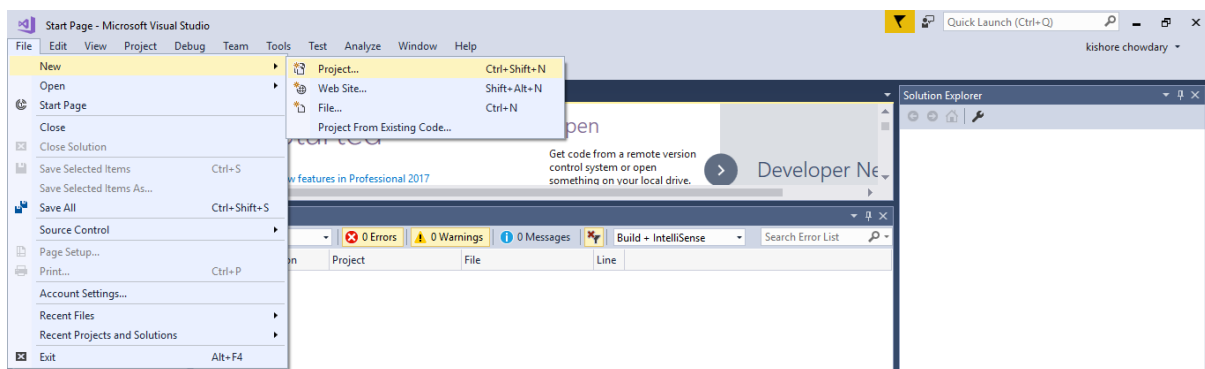 Start Page - Microsoft Visual Studio
Quick Launch (Ctrl+Q)
File Edit View Project Debug Team Tools Test Analyze Window Help
kishore chowdary
New
Project... Ctrl+Shift+N
Open
Web Site... Shift+Alt+N
Solution Explorer
Start Page
File... Ctrl+N
Close
Project From Existing Code...
pen
Close Solution
Get code from a remote version
control system or open
something on your local drive.
Developer Ne
Save Selected Items Ctrl+S
w features in Professional 2017
Save Selected Items As...
Save All Ctrl+Shift+S
Source Control
0 Errors 0 Warnings 0 Messages Build + IntelliSense Search Error List
Page Setup...
on Project File Line
Print... Ctrl+P
Account Settings...
Recent Files
Recent Projects and Solutions
Exit Alt+F4